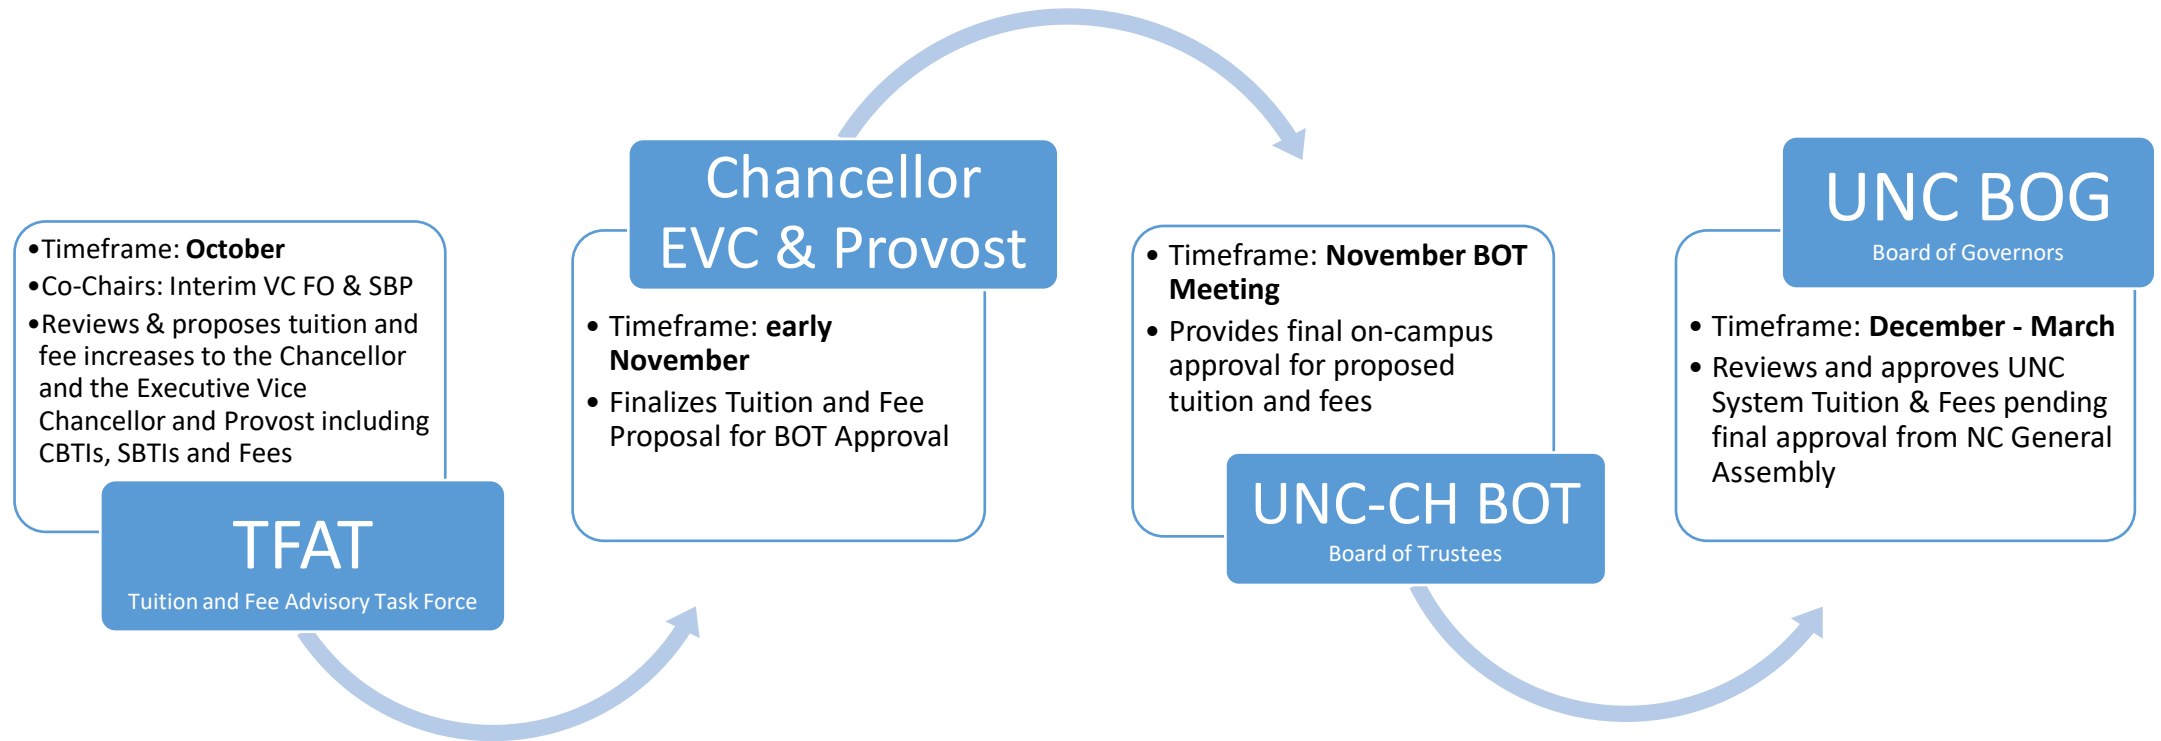 •Timeframe: October
•Co-Chairs: Interim VC FO & SBP
•Reviews & proposes tuition and
fee increases to the Chancellor
and the Executive Vice
Chancellor and Provost including
CBTIs, SBTIs and Fees
TFAT
Tuition and Fee Advisory Task Force
Chancellor
EVC & Provost
• Timeframe: early
November
• Finalizes Tuition and Fee
Proposal for BOT Approval
• Timeframe: November BOT
Meeting
• Provides final on-campus
approval for proposed
tuition and fees
UNC-CH BOT
Board of Trustees
UNC BOG
Board of Governors
• Timeframe: December - March
• Reviews and approves UNC
System Tuition & Fees pending
final approval from NC General
Assembly